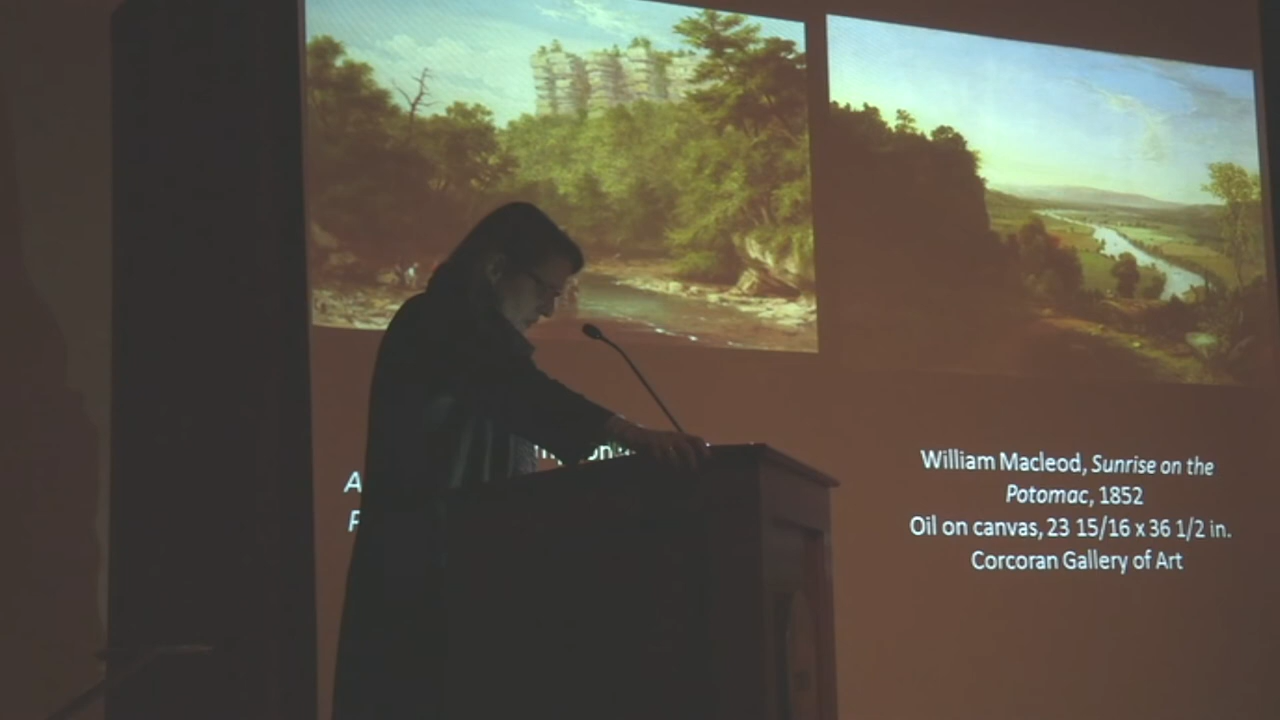 William Macleod, Sunrise on the
Potomac, 1852
Oil on canvas, 23 15/16 x 36 1/2 in.
Corcoran Gallery of Art